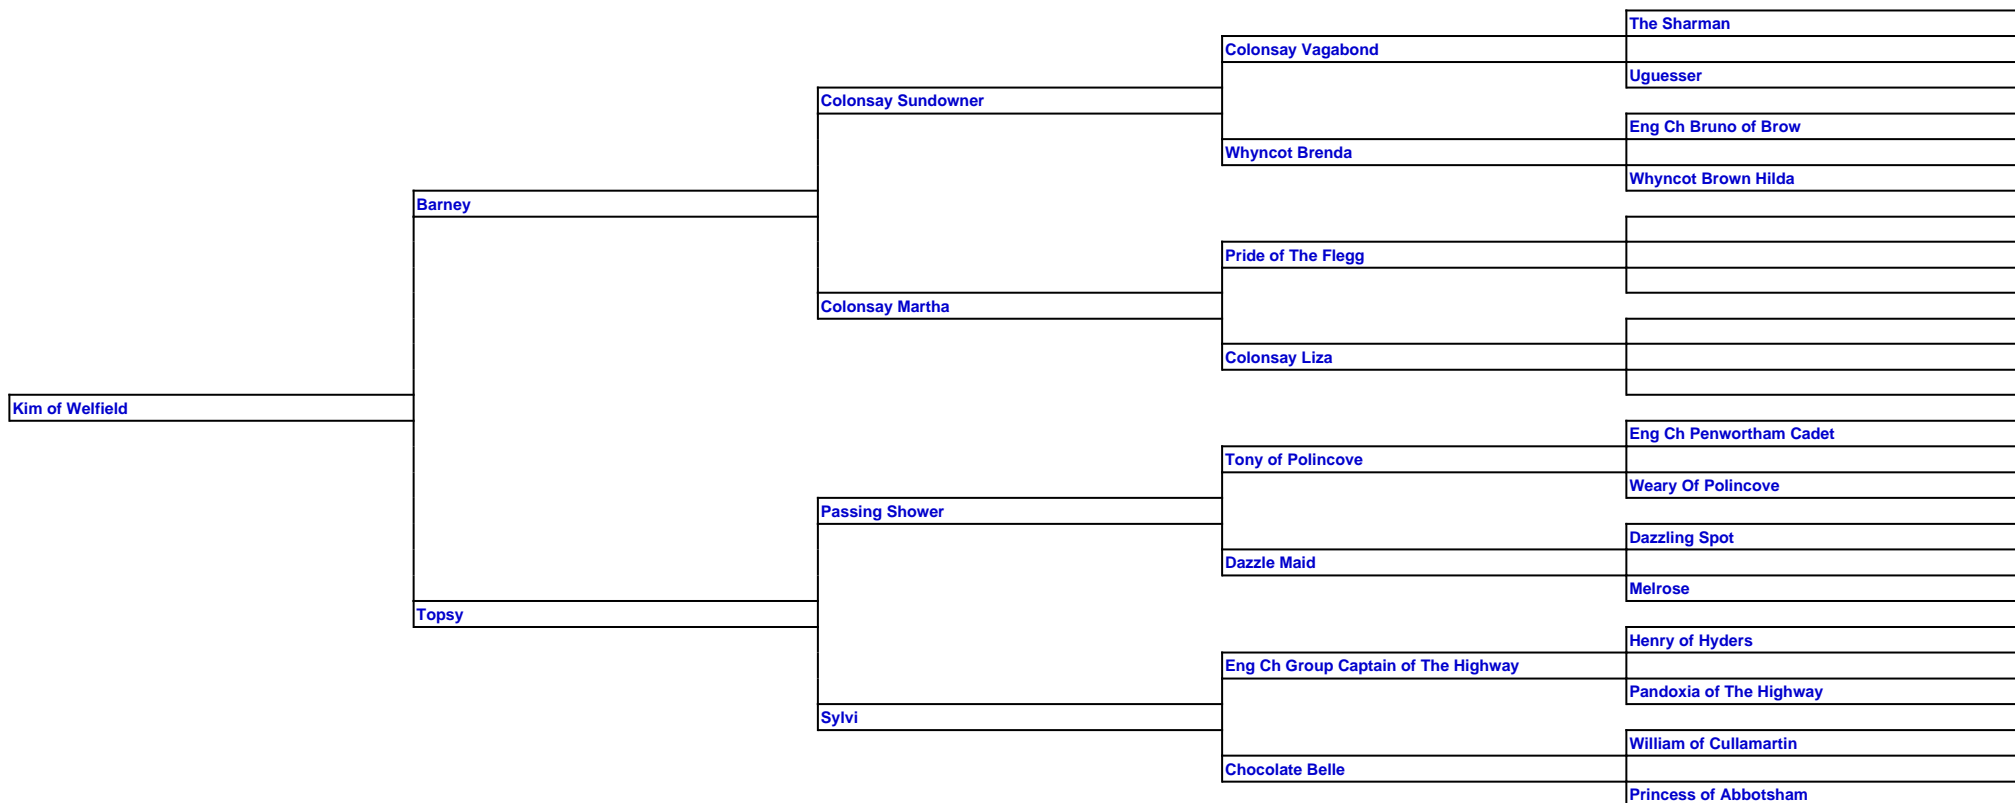 The Sharman
Colonsay Vagabond
Uguesser
Colonsay Sundowner
Eng Ch Bruno of Brow
Whyncot Brenda
Whyncot Brown Hilda
Barney
Pride of The Flegg
Colonsay Martha
Colonsay Liza
Kim of Welfield
Eng Ch Penwortham Cadet
Tony of Polincove
Weary Of Polincove
Passing Shower
Dazzling Spot
Dazzle Maid
Melrose
Topsy
Henry of Hyders
Eng Ch Group Captain of The Highway
Pandoxia of The Highway
Sylvi
William of Cullamartin
Chocolate Belle
Princess of Abbotsham